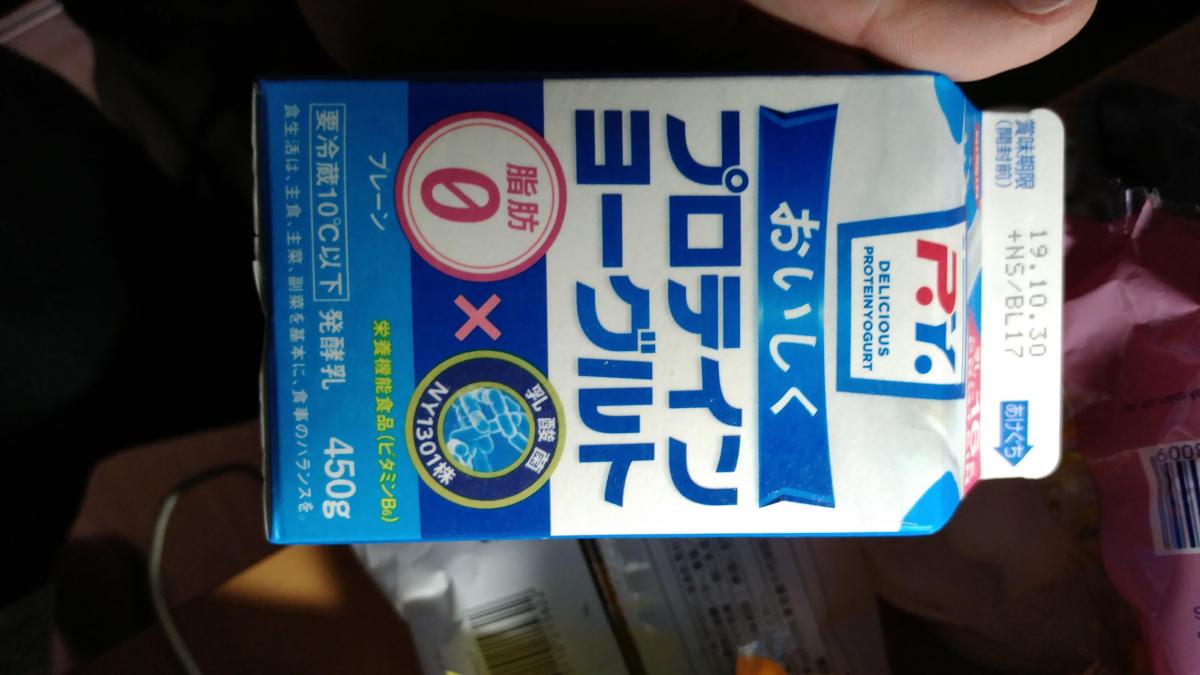 賞味期限
(開封前)
19.10.30
+NS/BL17
あけぐち
DELICIOUS
PROTEINYOGURT
おいしく
プロテイン
ヨーグルト
脂肪
0
×
乳酸菌
NY1301株
プレーン
栄養機能食品(ビタミンB6)
要冷蔵10℃以下 発酵乳 450g
食生活は、主食、主菜、副菜を基本に、食事のバランスを。